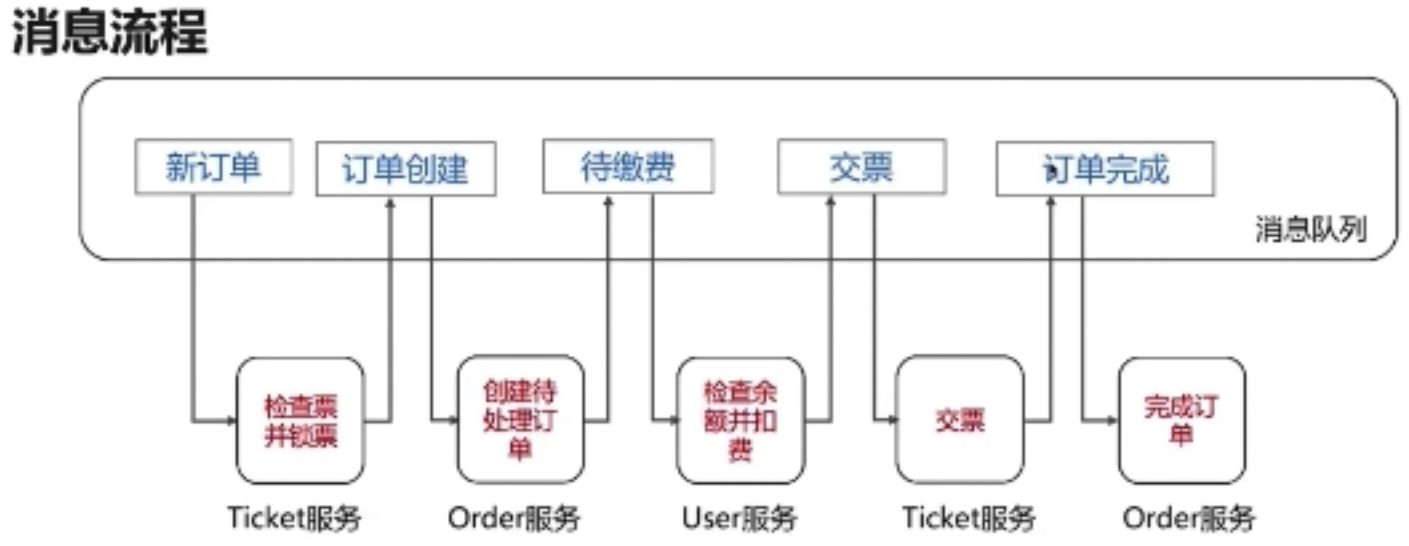 消息流程
新订单
订单创建
待缴费
交票
订单完成
消息队列
检查票
并锁票
创建待
处理订
单
检查余
额并扣
费
交票
完成订
单
Ticket服务
Order服务
User服务
Ticket服务
Order服务